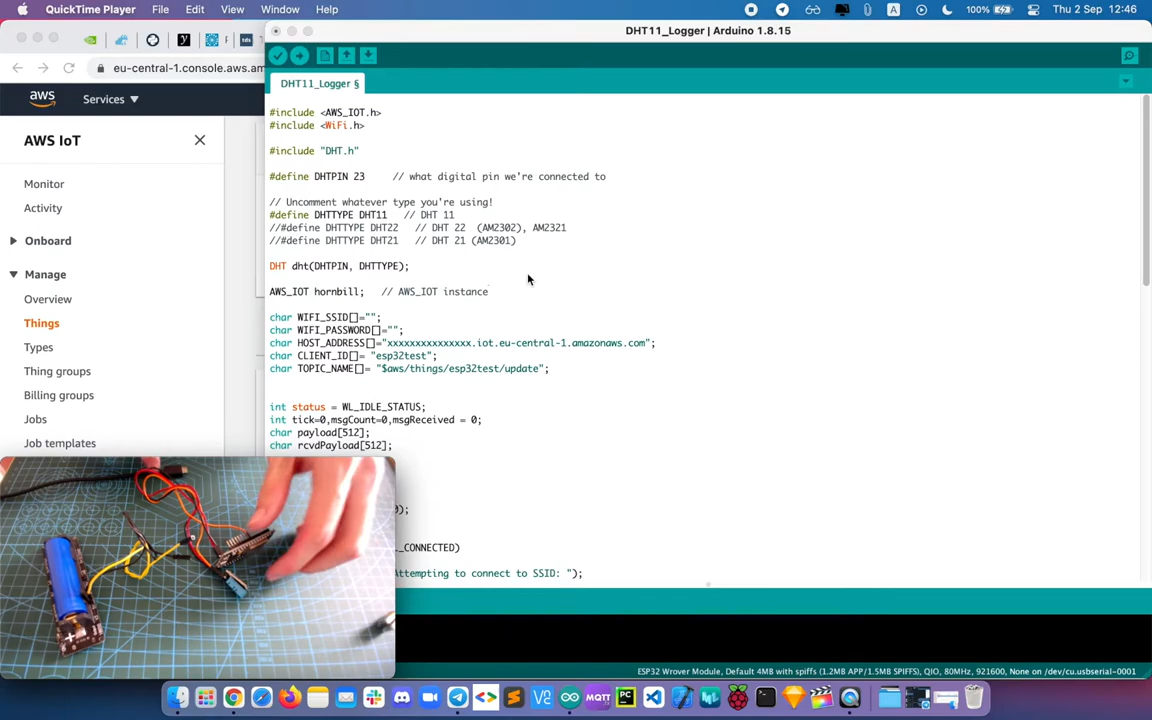 QuickTime Player File Edit View Window Help
A
100%
Thu 2 Sep 12:46
DHT11_Logger | Arduino 1.8.15
tds
eu-central-1.console.aws.am
aws
Services ▼
DHT11_Logger §
AWS IoT
Monitor
Activity
Onboard
Manage
Overview
Things
Types
Thing groups
Billing groups
Jobs
Job templates
#include <AWS_IOT.h>
#include <WiFi.h>
#include "DHT.h"
#define DHTPIN 23 // what digital pin we're connected to
// Uncomment whatever type you're using!
#define DHTTYPE DHT11 // DHT 11
//#define DHTTYPE DHT22 // DHT 22 (AM2302), AM2321
//#define DHTTYPE DHT21 // DHT 21 (AM2301)
DHT dht(DHTPIN, DHTTYPE);
AWS_IOT hornbill; // AWS_IOT instance
char WIFI_SSID[]="";
char WIFI_PASSWORD[]="";
char HOST_ADDRESS[]="xxxxxxxxxxxxxxx.iot.eu-central-1.amazonaws.com";
char CLIENT_ID[]= "esp32test";
char TOPIC_NAME[]= "$aws/things/esp32test/update";
int status = WL_IDLE_STATUS;
int tick=0,msgCount=0,msgReceived = 0;
char payload[512];
char rcvdPayload[512];
0);
L_CONNECTED)
Attempting to connect to SSID: ");
ESP32 Wrover Module, Default 4MB with spiffs (1.2MB APP/1.5MB SPIFFS), QIO, 80MHz, 921600, None on /dev/cu.usbserial-0001
MQTT
PC